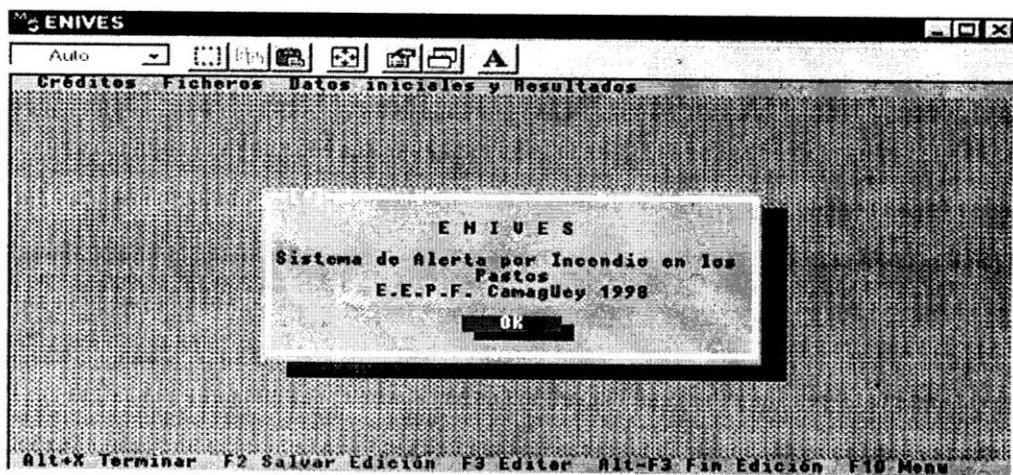 ENIVES
Auto
A
Créditos Ficheros Datos iniciales y Resultados
E N I V E S
Sistema de Alerta por Incendio en los
Pastos
E.E.P.F. CamagUey 1998
OK
Alt+X Terminar F2 Salvar Edición F3 Editar Alt-F3 Fin Edición F10 Menu